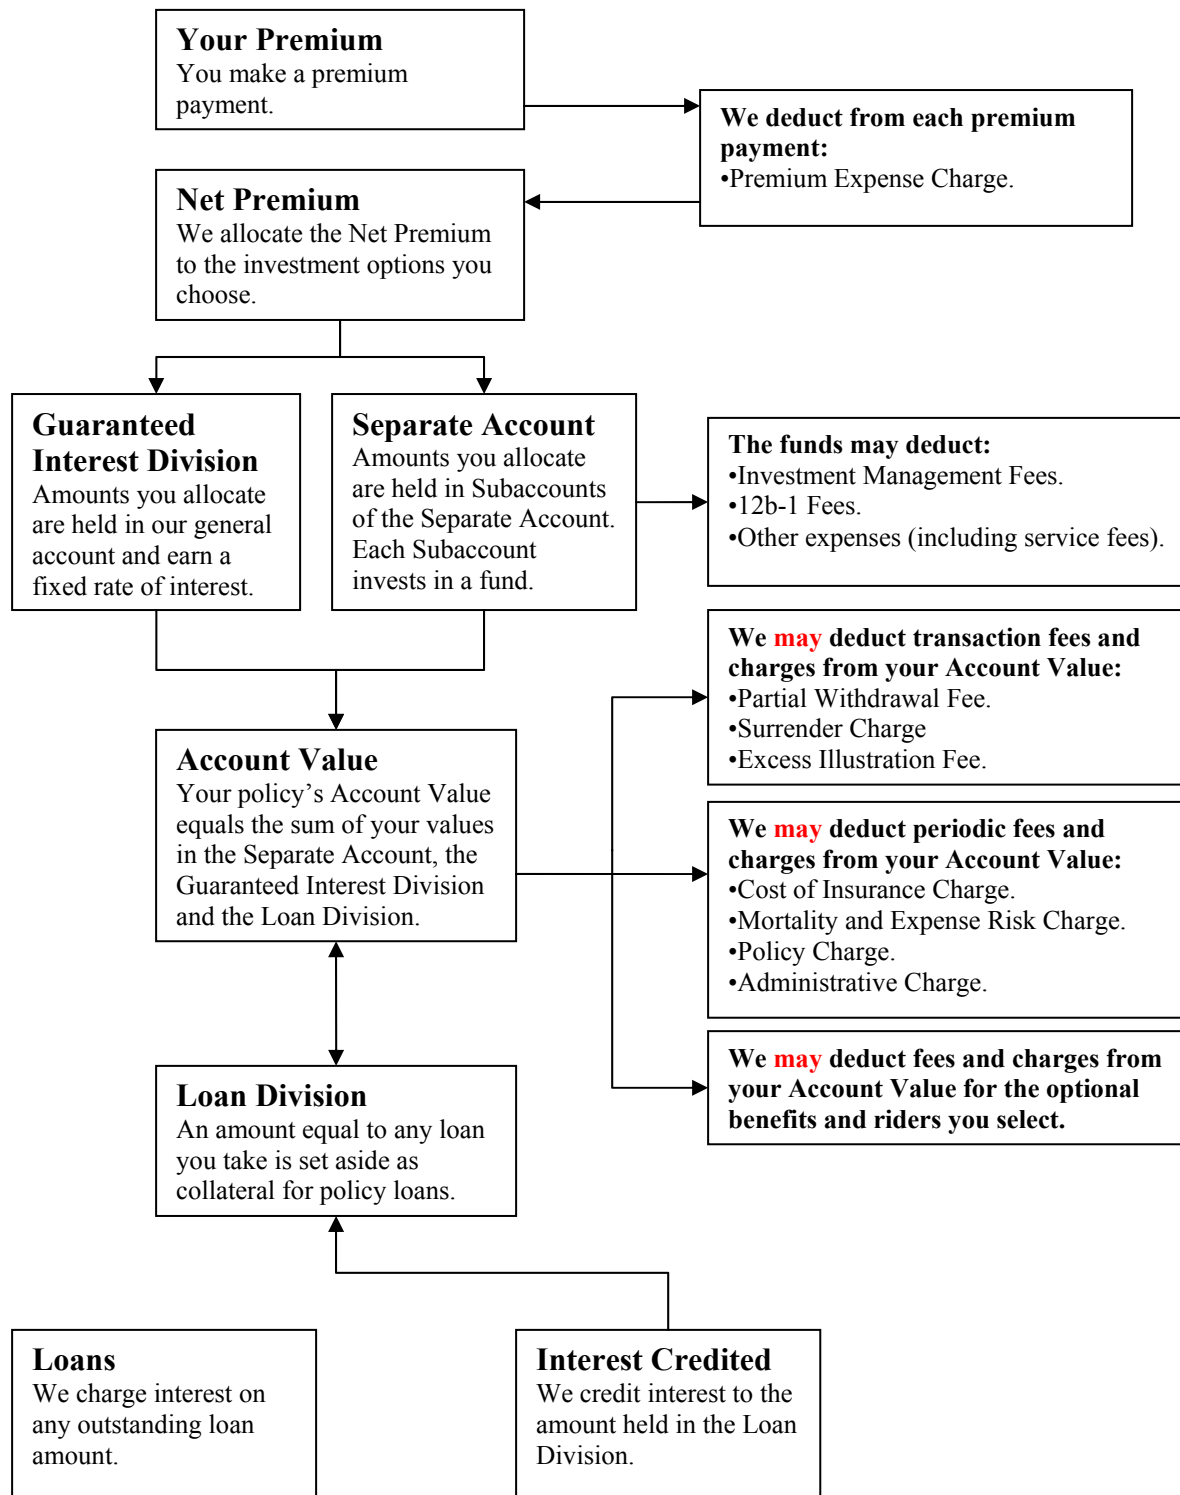 Your Premium
You make a premium
payment.
We deduct from each premium
payment:
•Premium Expense Charge.
Net Premium
We allocate the Net Premium
to the investment options you
choose.
Guaranteed
Interest Division
Amounts you allocate
are held in our general
account and earn a
fixed rate of interest.
Separate Account
Amounts you allocate
are held in Subaccounts
of the Separate Account.
Each Subaccount
invests in a fund.
The funds may deduct:
•Investment Management Fees.
•12b-1 Fees.
•Other expenses (including service fees).
We may deduct transaction fees and
charges from your Account Value:
•Partial Withdrawal Fee.
•Surrender Charge
•Excess Illustration Fee.
Account Value
Your policy’s Account Value
equals the sum of your values
in the Separate Account, the
Guaranteed Interest Division
and the Loan Division.
We may deduct periodic fees and
charges from your Account Value:
•Cost of Insurance Charge.
•Mortality and Expense Risk Charge.
•Policy Charge.
•Administrative Charge.
We may deduct fees and charges from
your Account Value for the optional
benefits and riders you select.
Loan Division
An amount equal to any loan
you take is set aside as
collateral for policy loans.
Loans
We charge interest on
any outstanding loan
amount.
Interest Credited
We credit interest to the
amount held in the Loan
Division.